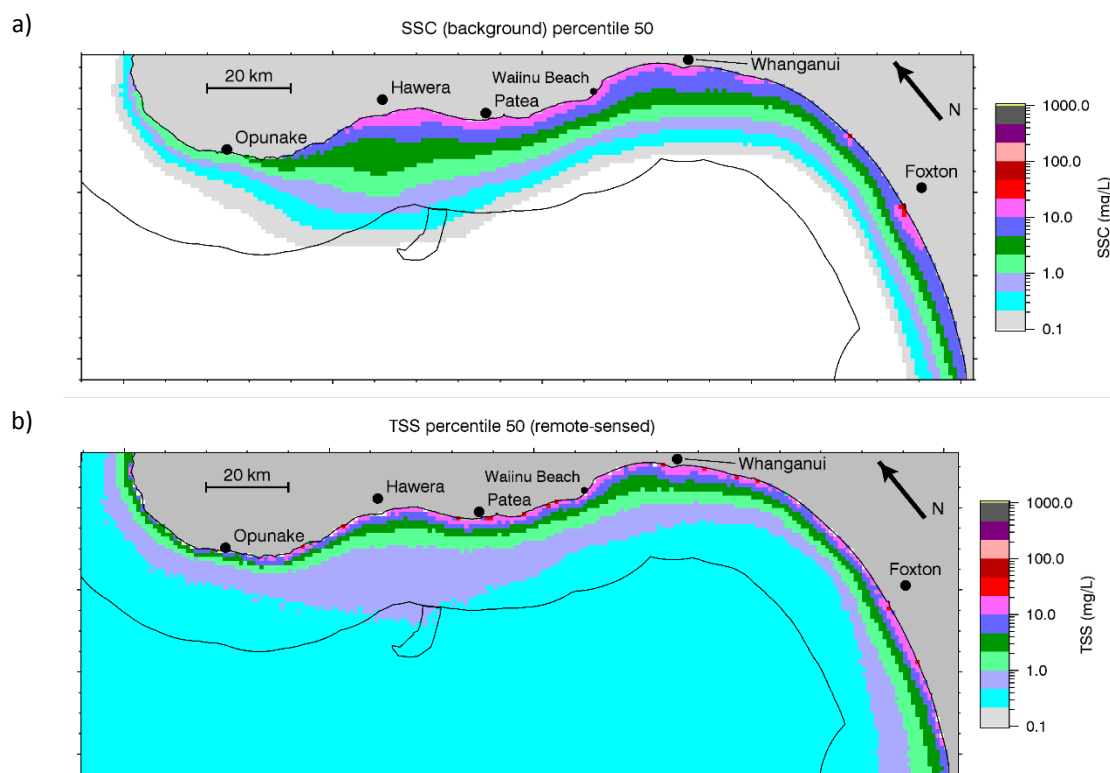 a)
SSC (background) percentile 50
20 km
Hawera
Waiinu Beach
Patea
Whanganui
Opunake
N
Foxton
1000.0
100.0
10.0
1.0
0.1
SSC (mg/L)
b)
TSS percentile 50 (remote-sensed)
20 km
Hawera
Waiinu Beach
Patea
Whanganui
Opunake
N
Foxton
1000.0
100.0
10.0
1.0
0.1
TSS (mg/L)